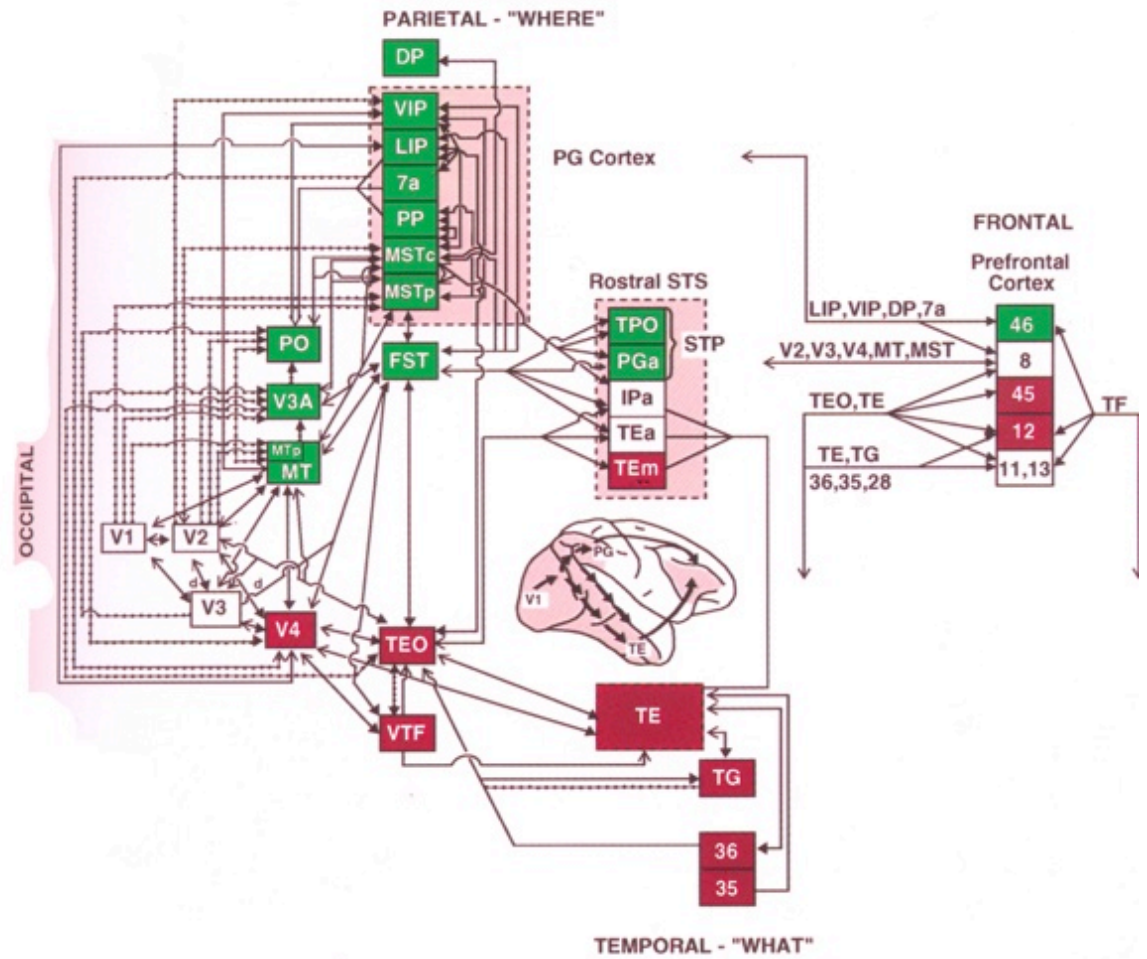 PARIETAL - "WHERE"
DP
VIP
LIP
7a
PP
MSTc
MSTp
PG Cortex
FRONTAL
Prefrontal
Cortex
Rostral STS
LIP,VIP,DP,7a
46
TPO
STP
PO
FST
PGa
V2,V3,V4,MT,MST
8
V3A
IPa
TEO,TE
45
TF
MTp
MT
TEa
12
TEm
TE,TG
11,13
36,35,28
OCCIPITAL
V1
V2
PG
d
d
V1
V3
V4
TEO
TE
TE
VTF
TG
36
35
TEMPORAL - "WHAT"